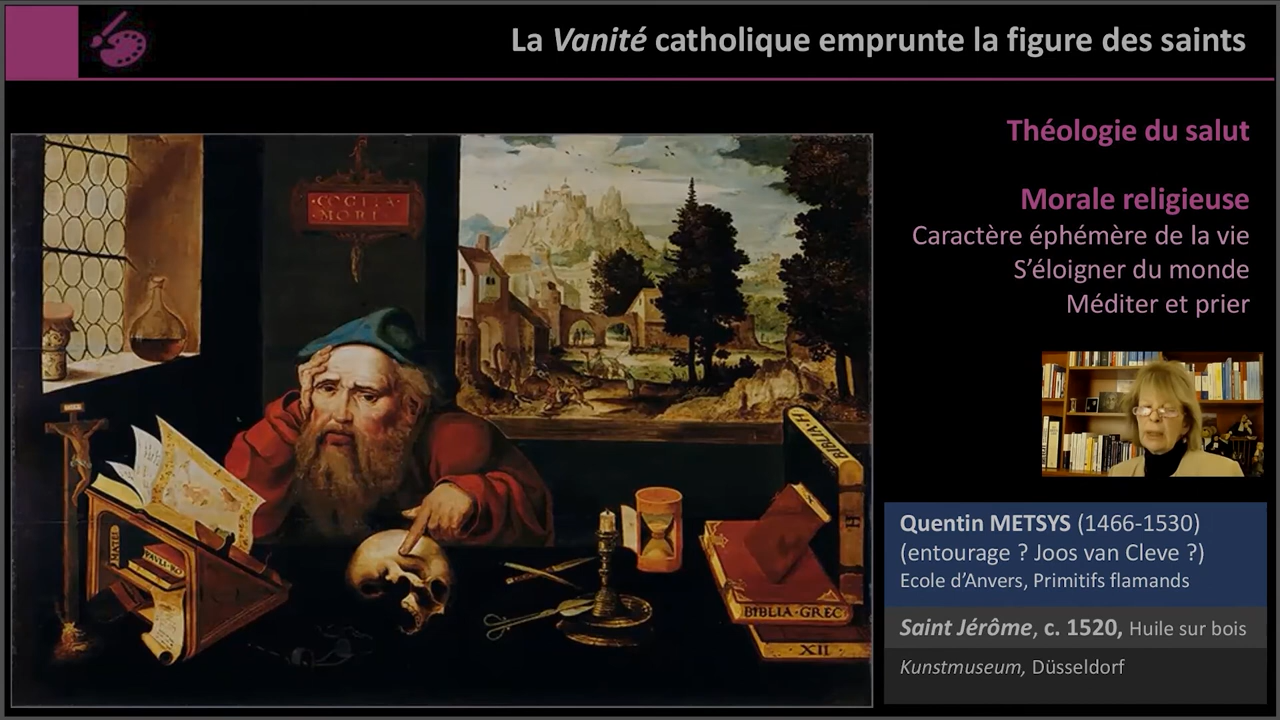 La Vanité catholique emprunte la figure des saints
Théologie du salut
Morale religieuse
Caractère éphémère de la vie
S’éloigner du monde
Méditer et prier
·COGITA·
MORI
BIBLIA·H
BIBLIA·GREC
XII
Quentin METSYS (1466-1530)
(entourage ? Joos van Cleve ?)
Ecole d’Anvers, Primitifs flamands
Saint Jérôme, c. 1520, Huile sur bois
Kunstmuseum, Düsseldorf